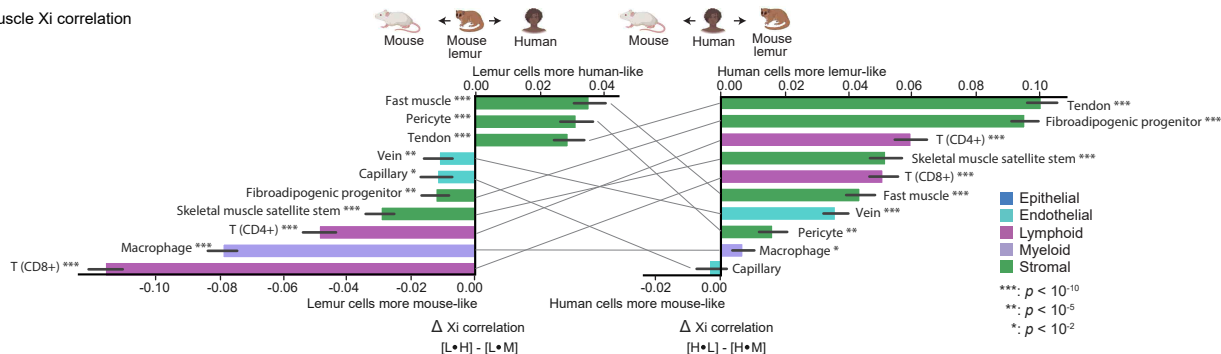 uscle Xi correlation
Mouse
Mouse
lemur
Human
Mouse
Human
Mouse
lemur
Lemur cells more human-like
0.00 0.02 0.04
Fast muscle ***
Pericyte ***
Tendon ***
Vein **
Capillary *
Fibroadipogenic progenitor **
Skeletal muscle satellite stem ***
T (CD4+) ***
Macrophage ***
T (CD8+) ***
-0.10 -0.08 -0.06 -0.04 -0.02 0.00
Lemur cells more mouse-like
Δ Xi correlation
[L•H] - [L•M]
Human cells more lemur-like
0.00 0.02 0.04 0.06 0.08 0.10
Tendon ***
Fibroadipogenic progenitor ***
T (CD4+) ***
Skeletal muscle satellite stem ***
T (CD8+) ***
Fast muscle ***
Vein ***
Pericyte **
Macrophage *
Capillary
-0.02 0.00
Human cells more mouse-like
Δ Xi correlation
[H•L] - [H•M]
Epithelial
Endothelial
Lymphoid
Myeloid
Stromal
***: p < 10⁻¹⁰
**: p < 10⁻⁵
*: p < 10⁻²